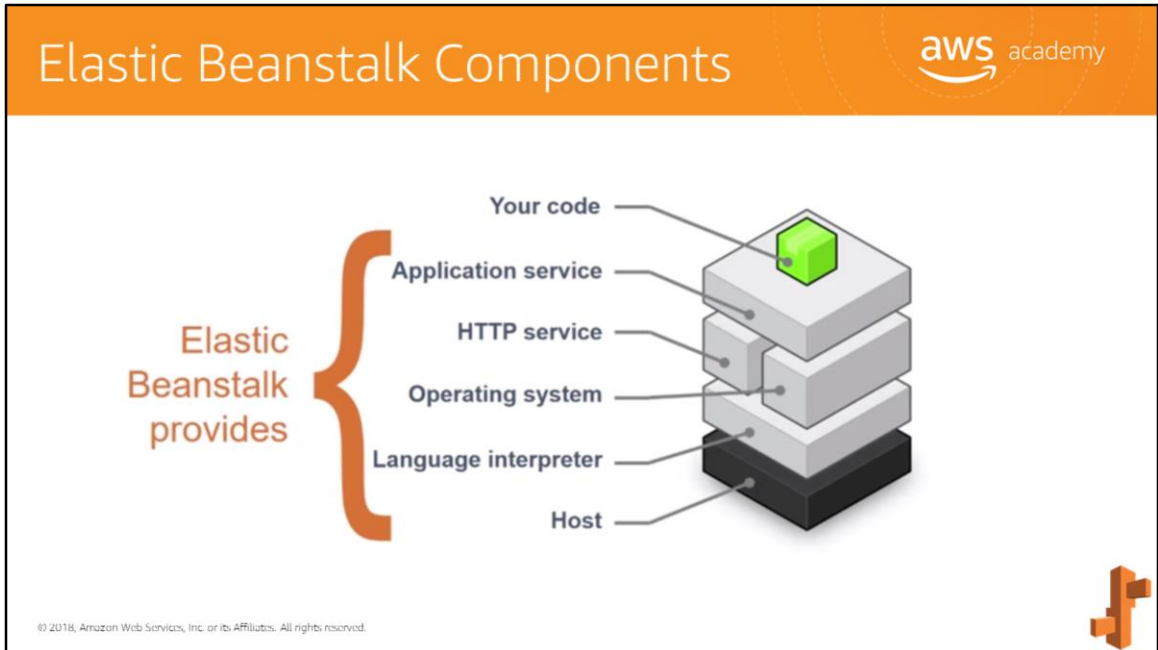 Elastic Beanstalk Components
aws academy
Your code
Application service
HTTP service
Operating system
Language interpreter
Host
Elastic
Beanstalk
provides
© 2018, Amazon Web Services, Inc. or its Affiliates. All rights reserved.